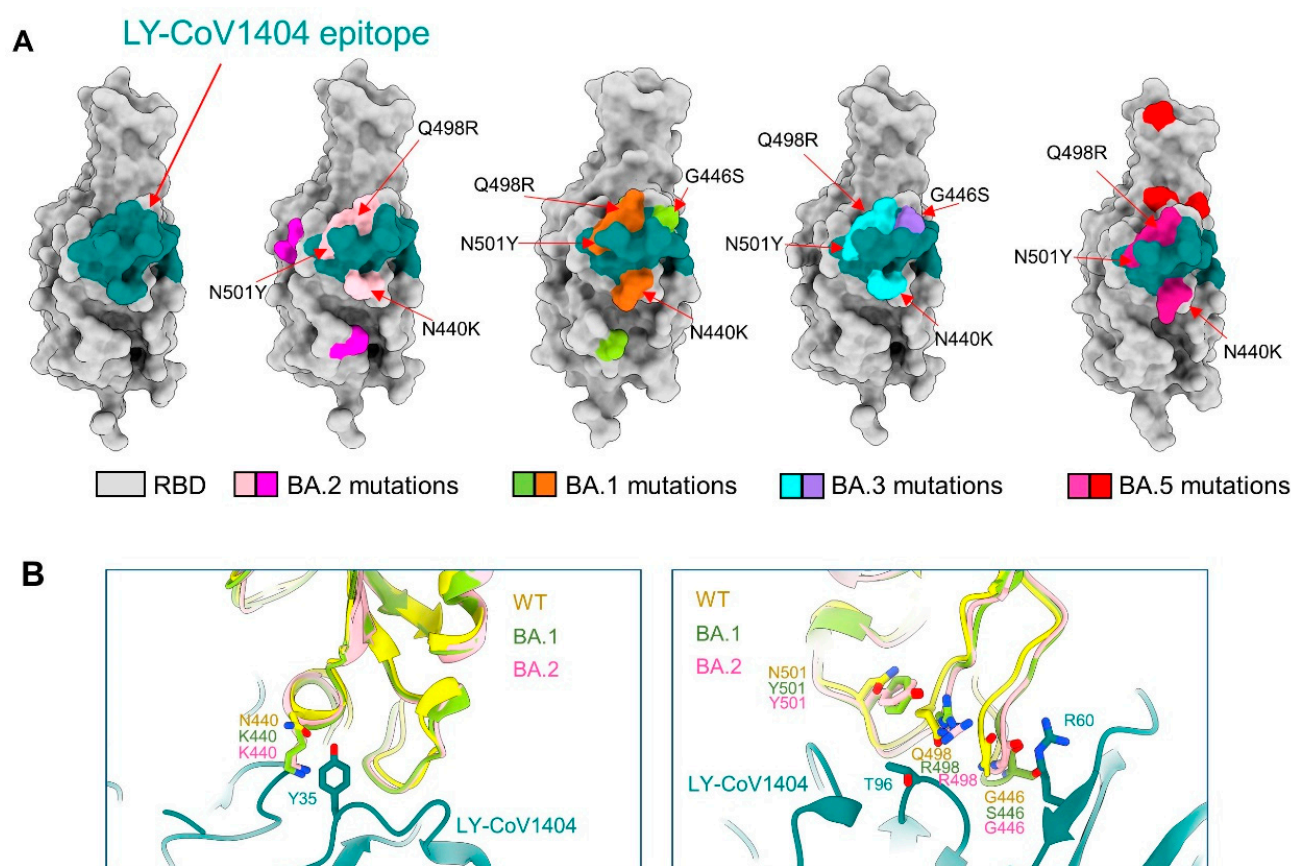 A
LY-CoV1404 epitope
Q498R
N501Y
N440K
Q498R
G446S
N501Y
N440K
Q498R
G446S
N501Y
N440K
Q498R
N501Y
N440K
RBD
BA.2 mutations
BA.1 mutations
BA.3 mutations
BA.5 mutations
B
WT
BA.1
BA.2
N440
K440
K440
Y35
LY-CoV1404
WT
BA.1
BA.2
N501
Y501
Y501
R60
Q498
R498
R498
LY-CoV1404
T96
G446
S446
G446